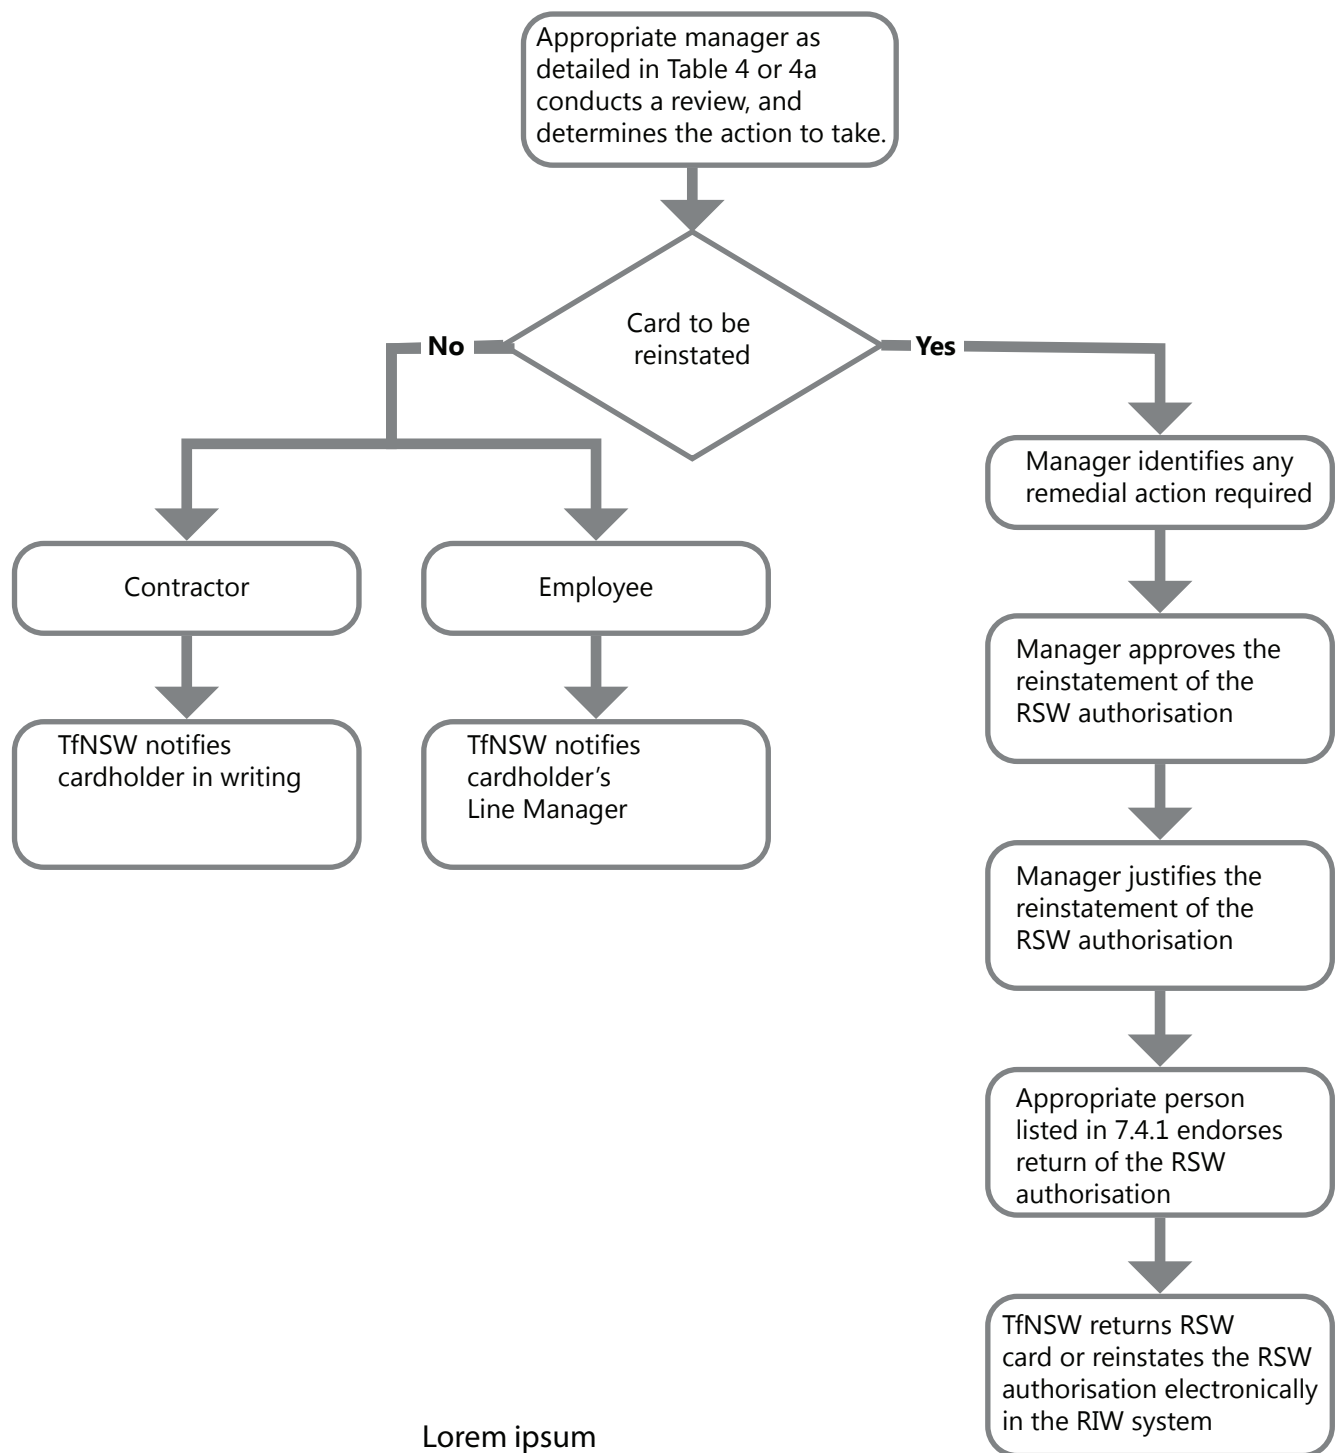 Appropriate manager as
detailed in Table 4 or 4a
conducts a review, and
determines the action to take.
Card to be
reinstated
No
Yes
Manager identifies any
remedial action required
Contractor
Employee
Manager approves the
reinstatement of the
RSW authorisation
TfNSW notifies
cardholder in writing
TfNSW notifies
cardholder’s
Line Manager
Manager justifies the
reinstatement of the
RSW authorisation
Appropriate person
listed in 7.4.1 endorses
return of the RSW
authorisation
TfNSW returns RSW
card or reinstates the RSW
authorisation electronically
in the RIW system
Lorem ipsum